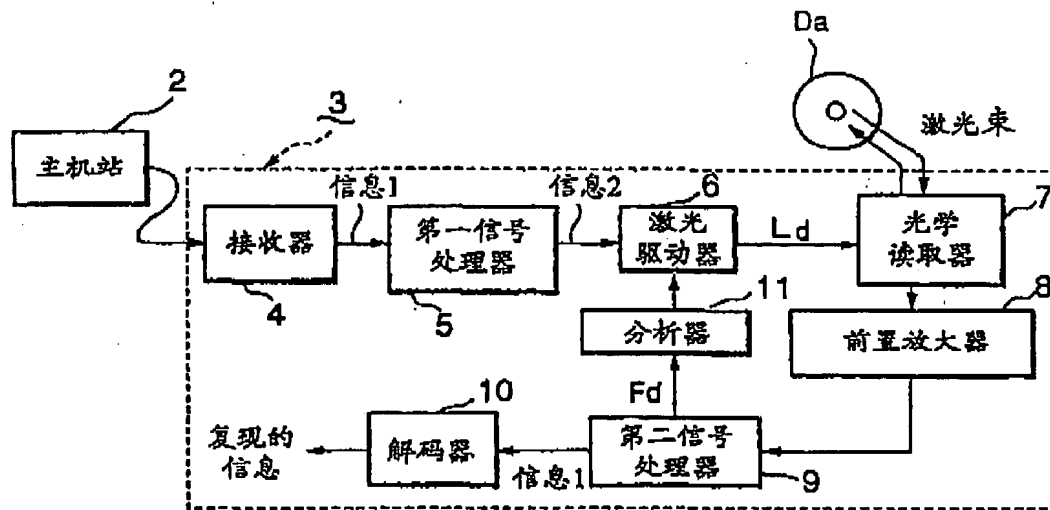 Da
激光束
2
主机站
3
信息1
信息2
6
7
接收器
4
第一信号
处理器
5
激光
驱动器
Ld
光学
读取器
11
分析器
8
前置放大器
Fd
10
复现的
信息
解码器
信息1
第二信号
处理器
9